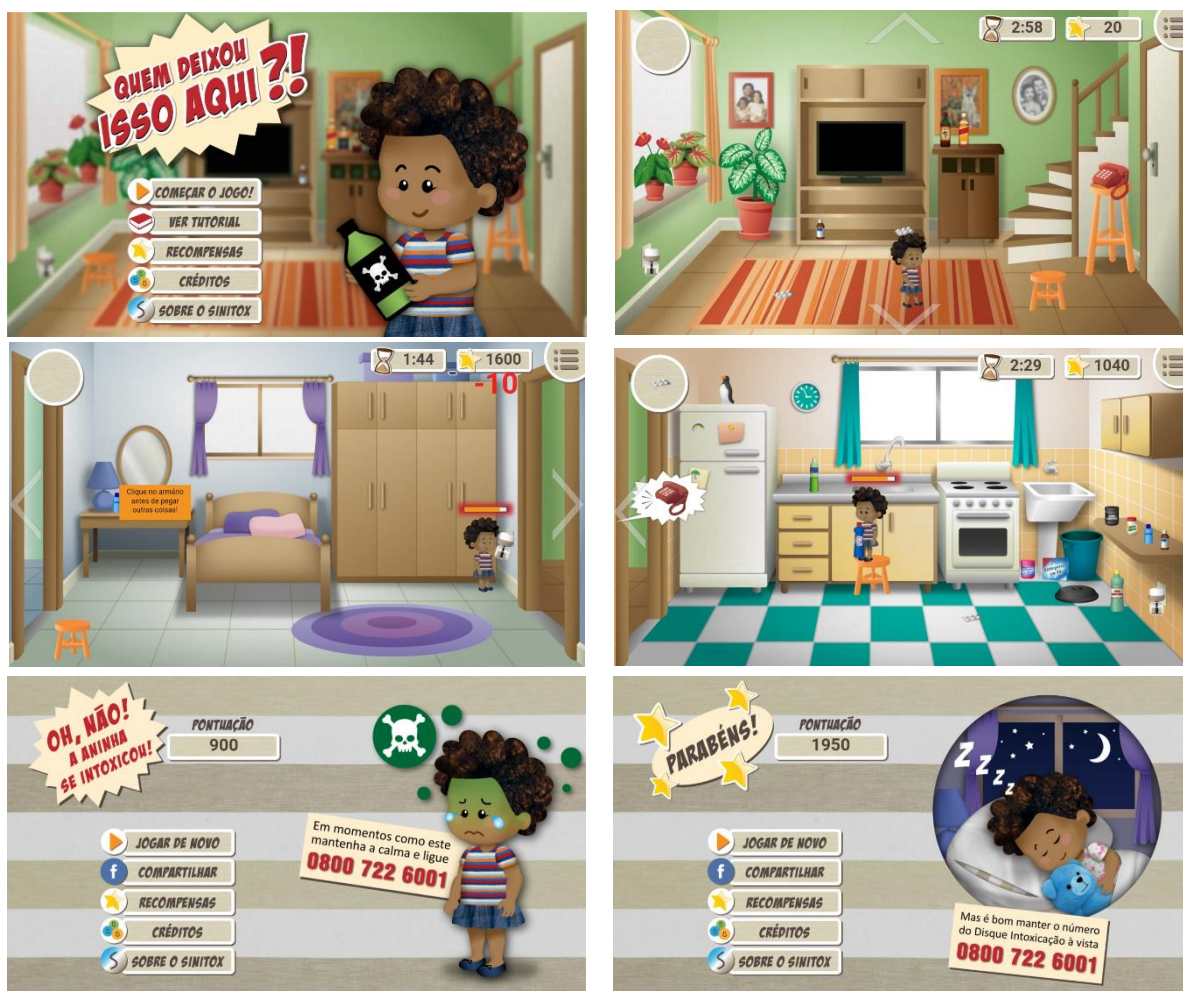 QUEM DEIXOU
ISSO AQUI ?!
COMEÇAR O JOGO!
VER TUTORIAL
RECOMPENSAS
CRÉDITOS
SOBRE O SINITOX
2:58
20
1:44
1600
-10
Clique no armário
antes de pegar
outras coisas!
2:29
1040
OH, NÃO!
A ANINHA
SE INTOXICOU!
PONTUAÇÃO
900
Em momentos como este
mantenha a calma e ligue
0800 722 6001
JOGAR DE NOVO
COMPARTILHAR
RECOMPENSAS
CRÉDITOS
SOBRE O SINITOX
PARABÉNS!
PONTUAÇÃO
1950
Z Z Z Z
JOGAR DE NOVO
COMPARTILHAR
RECOMPENSAS
CRÉDITOS
SOBRE O SINITOX
Mas é bom manter o número
do Disque Intoxicação à vista
0800 722 6001